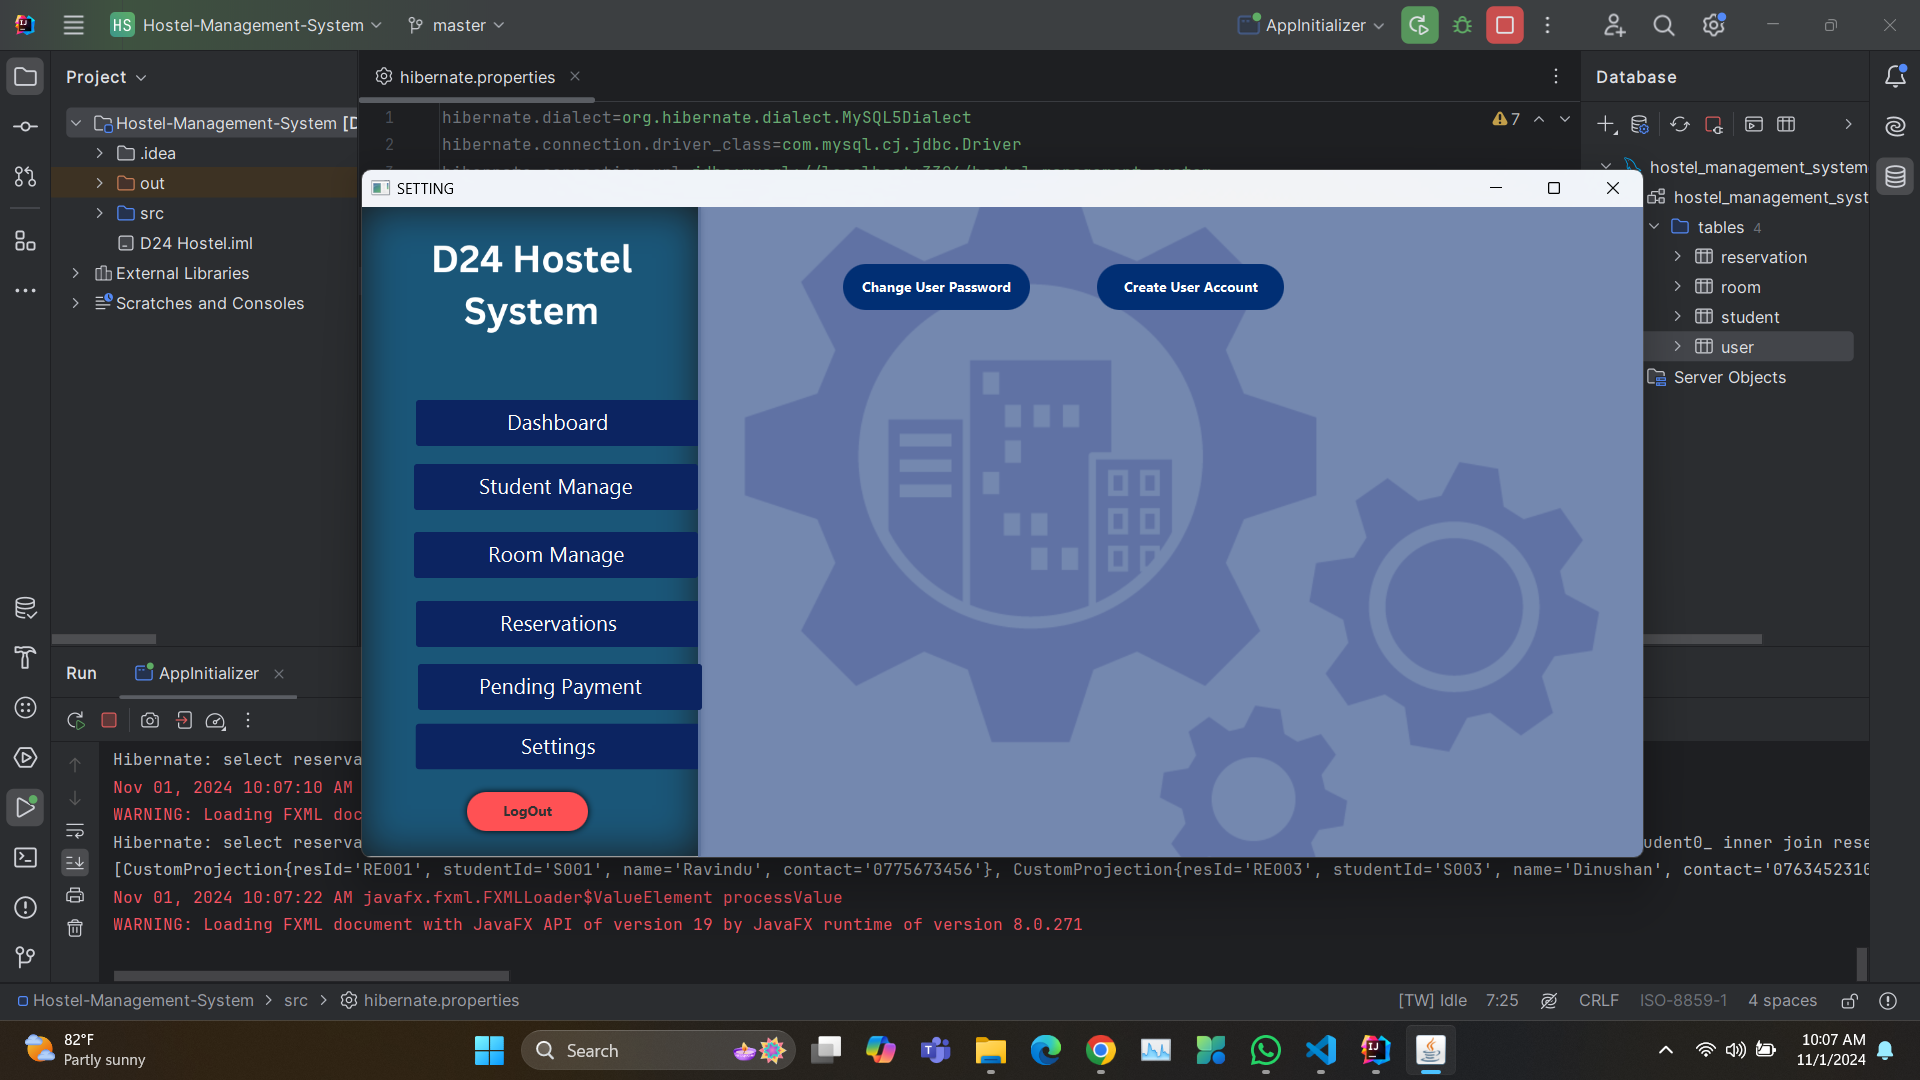 HS Hostel-Management-System master AppInitializer
Project
hibernate.properties
Database
Hostel-Management-System [D
.idea
out
src
D24 Hostel.iml
External Libraries
Scratches and Consoles
1 hibernate.dialect=org.hibernate.dialect.MySQL5Dialect
2 hibernate.connection.driver_class=com.mysql.cj.jdbc.Driver
7
hostel_management_system
hostel_management_syst
tables 4
reservation
room
student
user
Server Objects
SETTING
D24 Hostel
System
Dashboard
Student Manage
Room Manage
Reservations
Pending Payment
Settings
LogOut
Change User Password
Create User Account
Run AppInitializer
Hibernate: select reserva
Nov 01, 2024 10:07:10 AM
WARNING: Loading FXML doc
Hibernate: select reserva
udent0_ inner join rese
[CustomProjection{resId='RE001', studentId='S001', name='Ravindu', contact='0775673456'}, CustomProjection{resId='RE003', studentId='S003', name='Dinushan', contact='0763452310
Nov 01, 2024 10:07:22 AM javafx.fxml.FXMLLoader$ValueElement processValue
WARNING: Loading FXML document with JavaFX API of version 19 by JavaFX runtime of version 8.0.271
Hostel-Management-System > src > hibernate.properties
[TW] Idle 7:25 CRLF ISO-8859-1 4 spaces
82°F
Partly sunny
Search
10:07 AM
11/1/2024